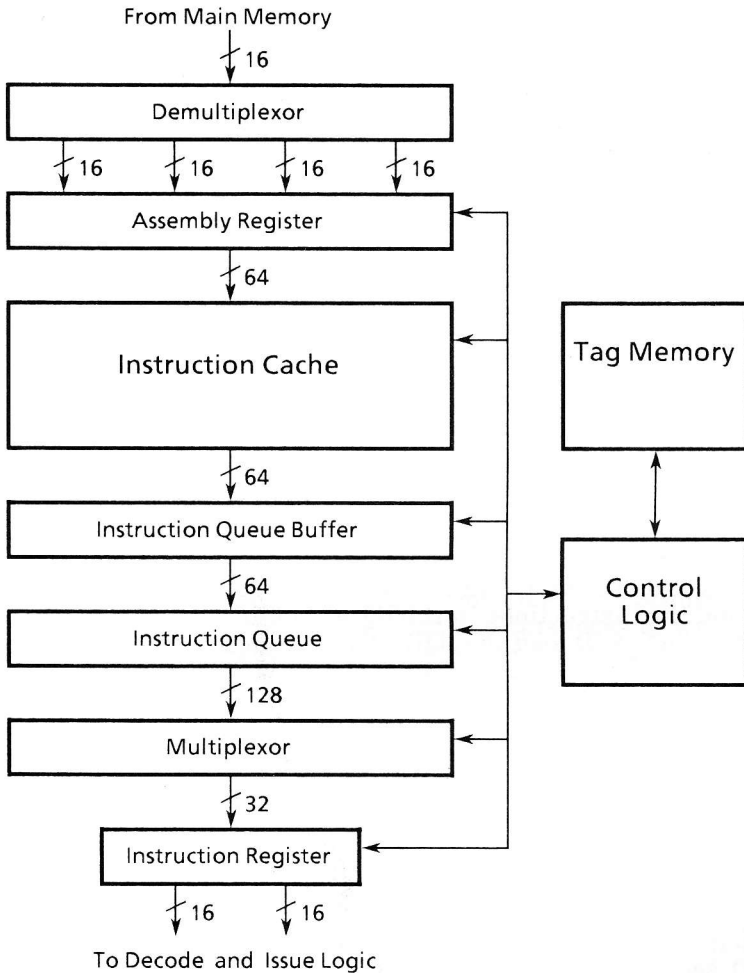 From Main Memory
16
Demultiplexor
16 16 16 16
Assembly Register
64
Instruction Cache
Tag Memory
64
Instruction Queue Buffer
64
Control
Logic
Instruction Queue
128
Multiplexor
32
Instruction Register
16 16
To Decode and Issue Logic